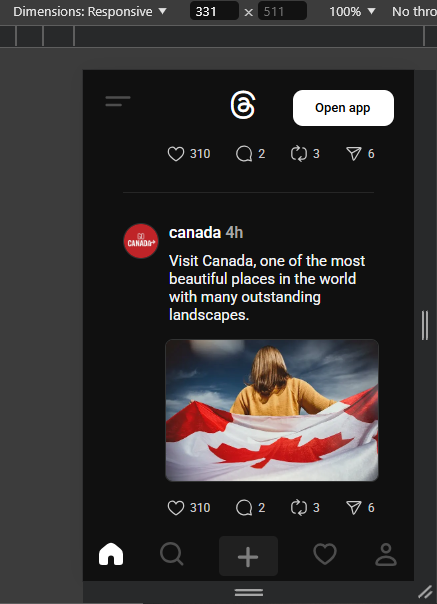 Dimensions: Responsive 331 × 511 100% No thro
Open app
310 2 3 6
GO CANADA
canada 4h
Visit Canada, one of the most
beautiful places in the world
with many outstanding
landscapes.
310 2 3 6